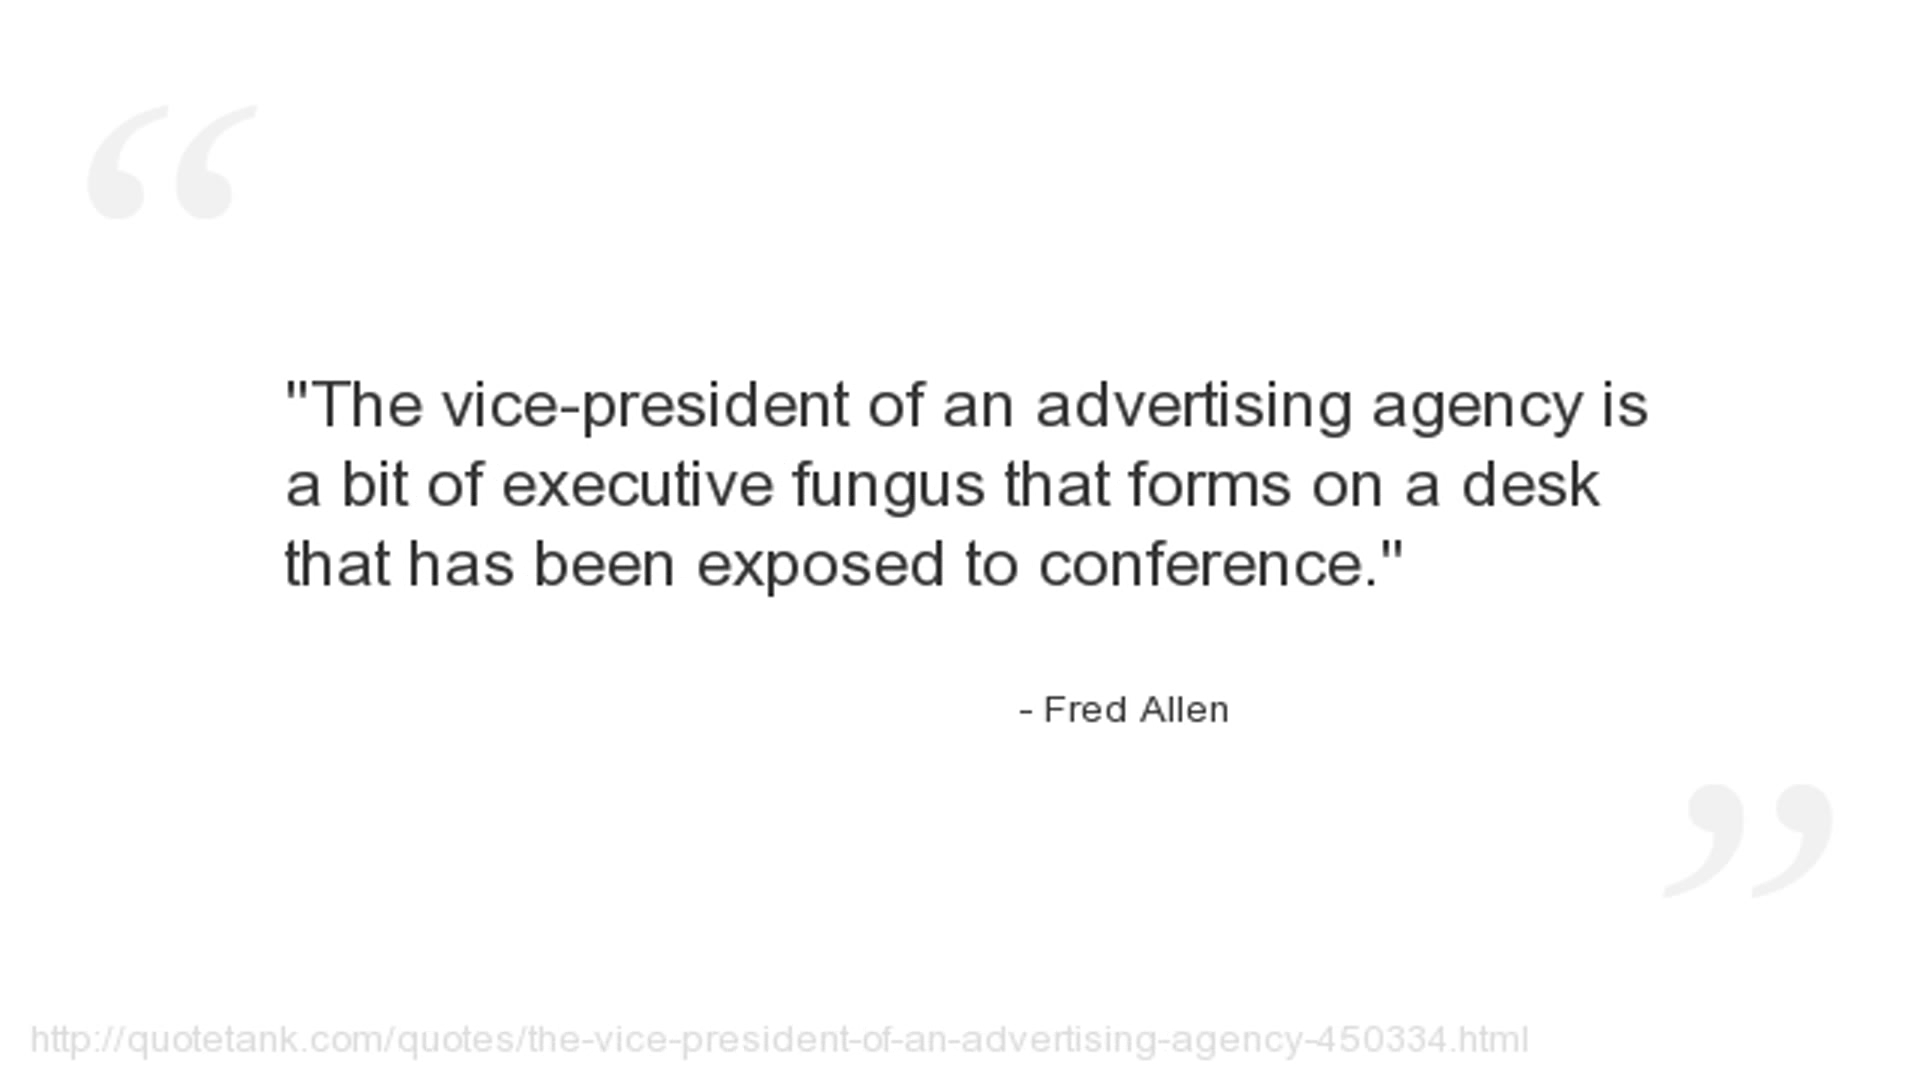 "The vice-president of an advertising agency is
a bit of executive fungus that forms on a desk
that has been exposed to conference."
- Fred Allen
http://quotetank.com/quotes/the-vice-president-of-an-advertising-agency-450334.html